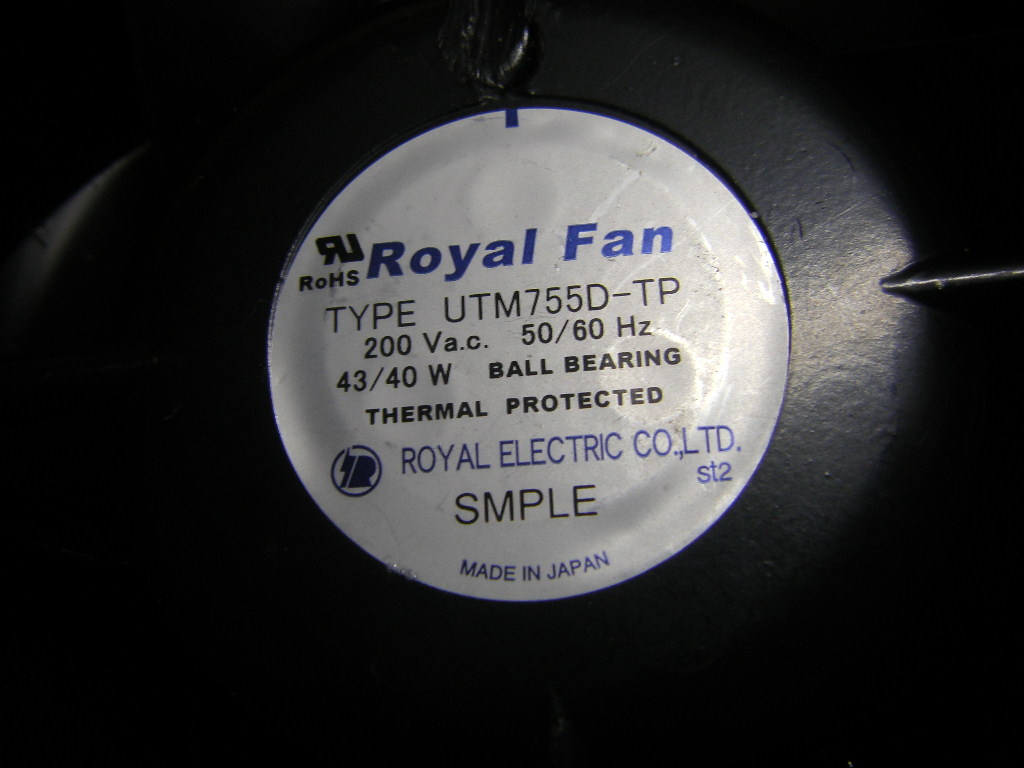 RU
Royal Fan
RoHS
TYPE UTM755D-TP
200 Va.c. 50/60 Hz
43/40 W BALL BEARING
THERMAL PROTECTED
ROYAL ELECTRIC CO.,LTD.
st2
SMPLE
MADE IN JAPAN